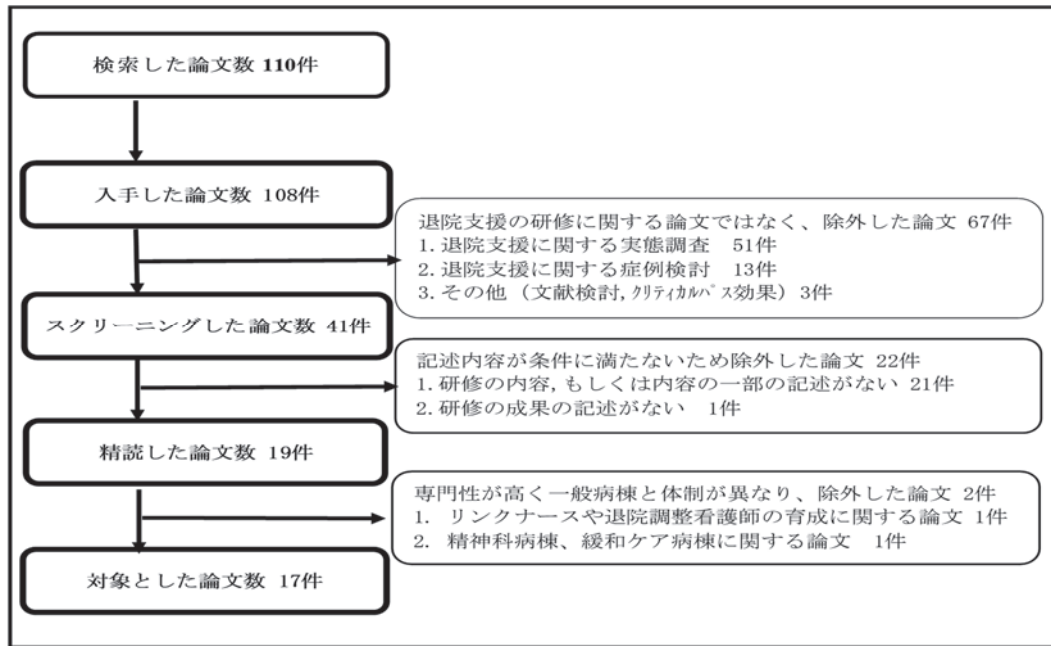 検索した論文数 110件
入手した論文数 108件
退院支援の研修に関する論文ではなく、除外した論文 67件
1. 退院支援に関する実態調査 51件
2. 退院支援に関する症例検討 13件
3. その他（文献検討,ｸﾘﾃｨｶﾙﾊﾟｽ効果）3件
スクリーニングした論文数 41件
記述内容が条件に満たないため除外した論文 22件
1. 研修の内容,もしくは内容の一部の記述がない 21件
2. 研修の成果の記述がない 1件
精読した論文数 19件
専門性が高く一般病棟と体制が異なり、除外した論文 2件
1. リンクナースや退院調整看護師の育成に関する論文 1件
2. 精神科病棟、緩和ケア病棟に関する論文 1件
対象とした論文数 17件